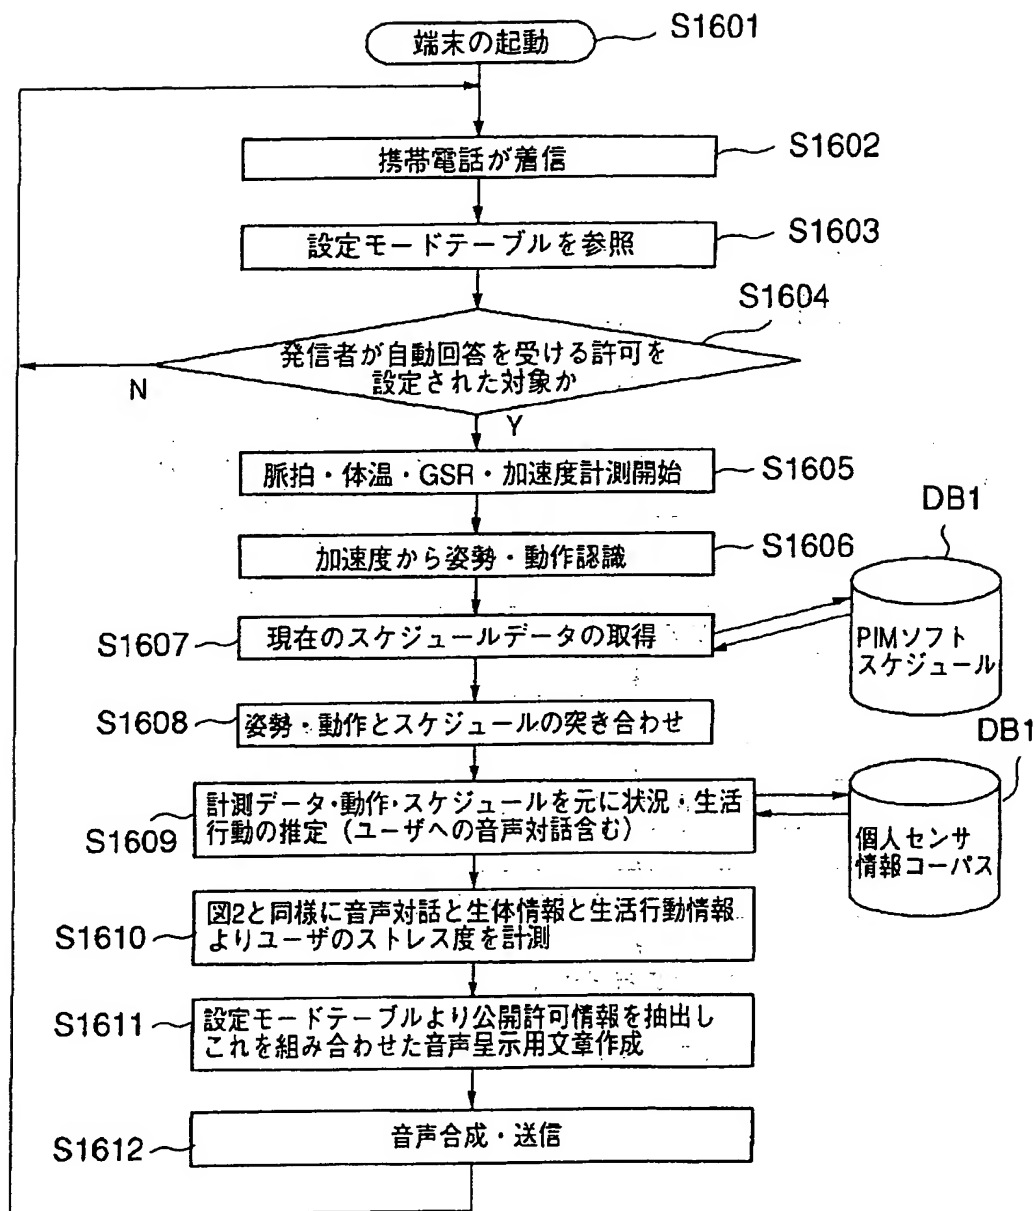 端末の起動
S1601
携帯電話が着信
S1602
設定モードテーブルを参照
S1603
S1604
発信者が自動回答を受ける許可を
設定された対象か
N
Y
脈拍・体温・GSR・加速度計測開始
S1605
加速度から姿勢・動作認識
S1606
DB1
S1607
現在のスケジュールデータの取得
PIMソフト
スケジュール
S1608
姿勢・動作とスケジュールの突き合わせ
DB1
S1609
計測データ・動作・スケジュールを元に状況・生活
行動の推定（ユーザへの音声対話含む）
個人センサ
情報コーパス
S1610
図2と同様に音声対話と生体情報と生活行動情報
よりユーザのストレス度を計測
S1611
設定モードテーブルより公開許可情報を抽出し
これを組み合わせた音声呈示用文章作成
S1612
音声合成・送信